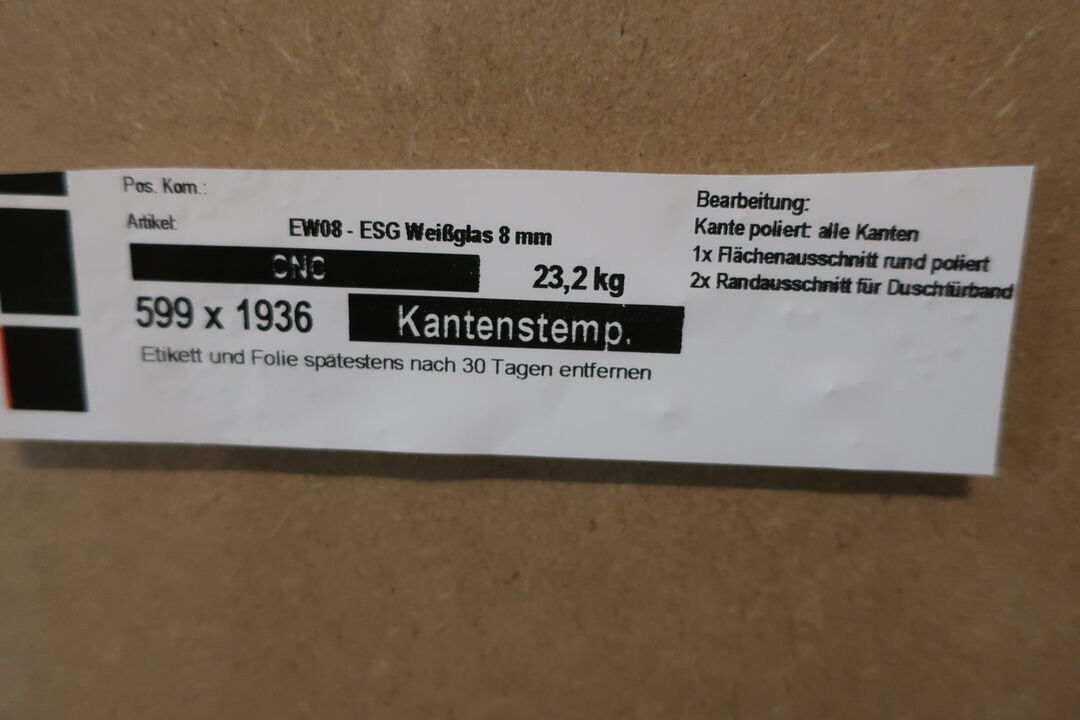 Pos. Kom.:
Artikel:
EW08 - ESG Weißglas 8 mm
CNC
23,2 kg
599 x 1936
Kantenstemp.
Etikett und Folie spätestens nach 30 Tagen entfernen
Bearbeitung:
Kante poliert: alle Kanten
1x Flächenausschnitt rund poliert
2x Randausschnitt für Duschtürband